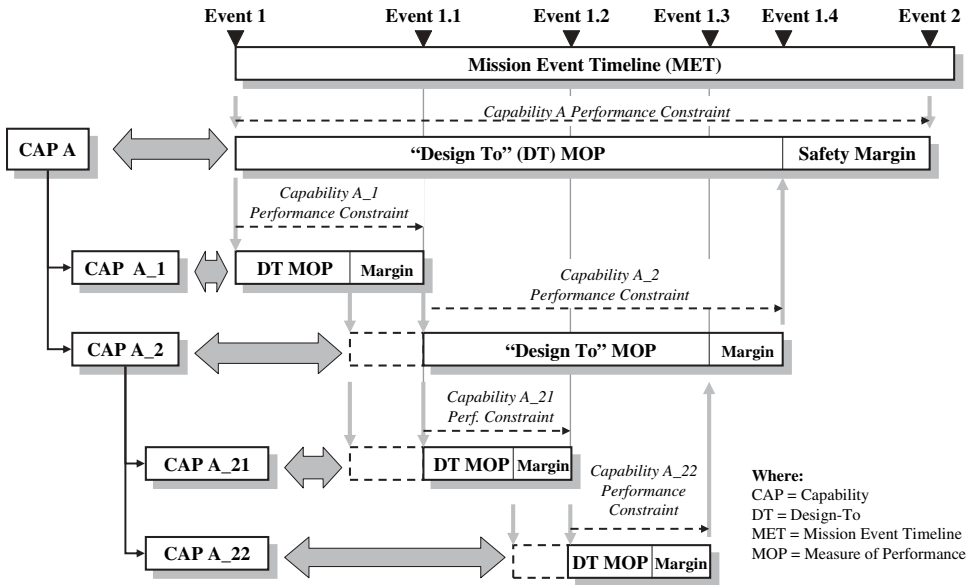 Event 1 Event 1.1 Event 1.2 Event 1.3 Event 1.4 Event 2
Mission Event Timeline (MET)
Capability A Performance Constraint
CAP A
“Design To” (DT) MOP
Safety Margin
Capability A_1
Performance Constraint
CAP A_1
DT MOP
Margin
Capability A_2
Performance Constraint
CAP A_2
“Design To” MOP
Margin
Capability A_21
Perf. Constraint
CAP A_21
DT MOP
Margin
Capability A_22
Performance
Constraint
CAP A_22
DT MOP
Margin
Where:
CAP = Capability
DT = Design-To
MET = Mission Event Timeline
MOP = Measure of Performance